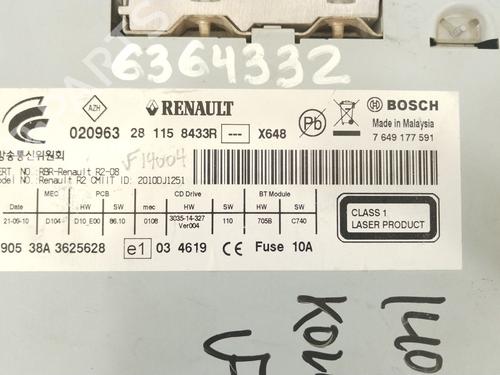 6364332
AZH
RENAULT
020963 28 115 8433R --- X648
Pb
BOSCH
Made in Malaysia
7 649 177 591
방송통신위원회
VF14004
CERT. NO.: RBR-Renault R2-08
Model NO.: Renault R2 CMIIT ID: 2010DJ1251
MEC PCB CD Drive BT Module
Date HW HW SW MEC HW SW HW SW
21-09-10 D104 D10_E00 86.10 0108 3035-14-327 Ver004 110 705B C740
CLASS 1
LASER PRODUCT
905 38A 3625628 e1 03 4619 CE Fuse 10A